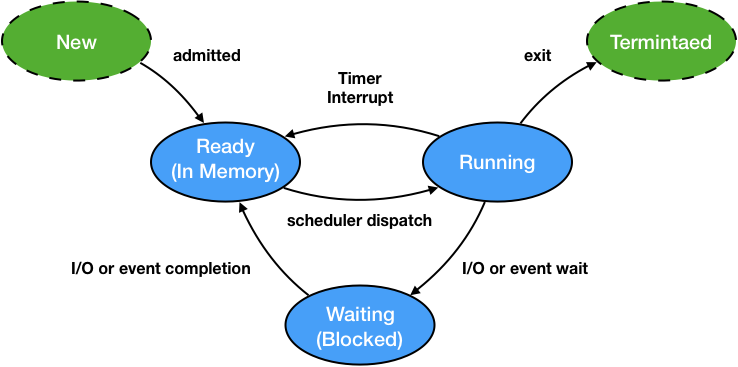 New
Termintaed
admitted
exit
Timer
Interrupt
Ready
(In Memory)
Running
scheduler dispatch
I/O or event completion
I/O or event wait
Waiting
(Blocked)